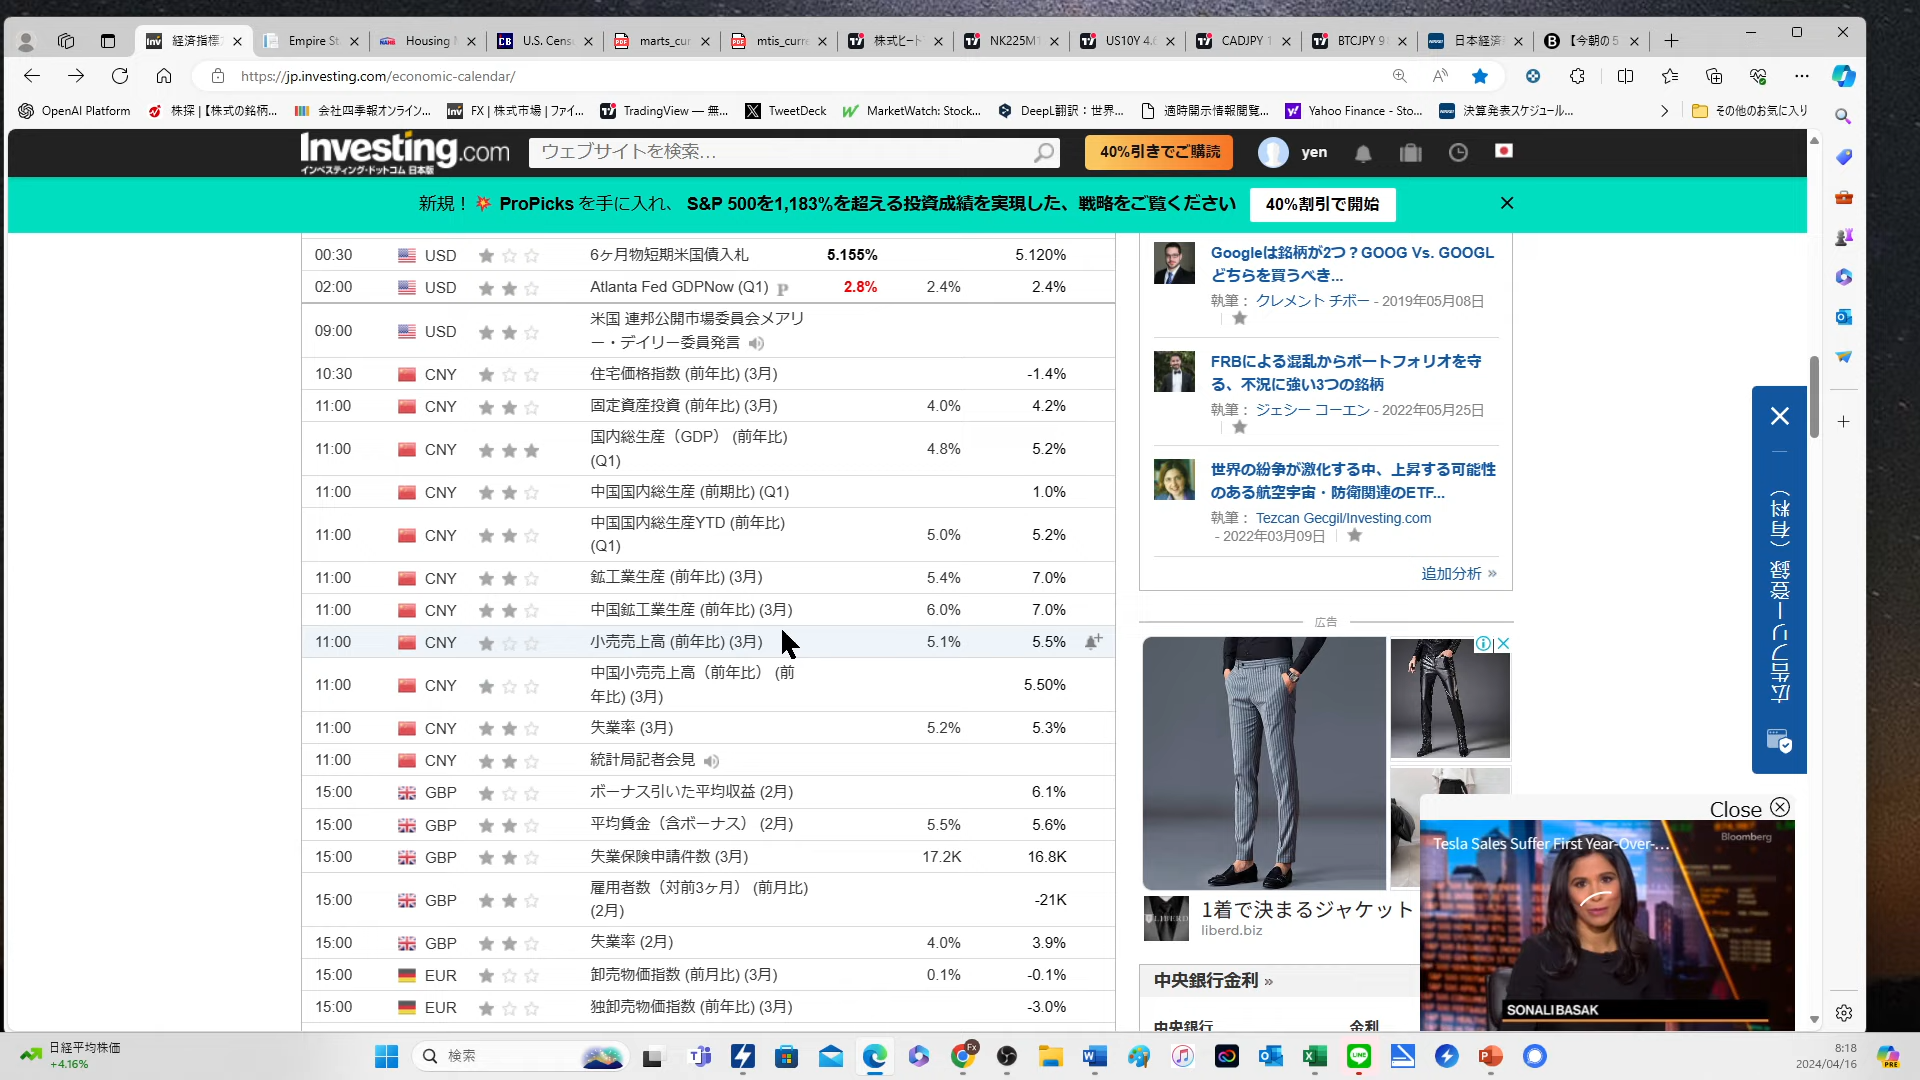 経済指標
Empire St
Housing
U.S. Cens
marts_cur
mtis_curre
株式ヒート
NK225M1
US10Y 4.6
CADJPY 1
BTCJPY 9
日本経済
【今朝の5
https://jp.investing.com/economic-calendar/
OpenAI Platform
株探 | 【株式の銘柄...
会社四季報オンライン...
FX | 株式市場 | ファイ...
TradingView — 無...
TweetDeck
MarketWatch: Stock...
DeepL翻訳：世界...
適時開示情報閲覧...
Yahoo Finance - Sto...
決算発表スケジュール...
その他のお気に入り
Investing.com
インベスティング・ドットコム 日本版
ウェブサイトを検索...
40%引きでご購読
yen
新規！ ProPicks を手に入れ、 S&P 500を1,183%を超える投資成績を実現した、戦略をご覧ください
40%割引で開始
00:30 USD 6ヶ月物短期米国債入札 5.155% 5.120%
02:00 USD Atlanta Fed GDPNow (Q1) 2.8% 2.4% 2.4%
09:00 USD 米国 連邦公開市場委員会メアリ
ー・デイリー委員発言
10:30 CNY 住宅価格指数 (前年比) (3月) -1.4%
11:00 CNY 固定資産投資 (前年比) (3月) 4.0% 4.2%
11:00 CNY 国内総生産（GDP） (前年比)
(Q1) 4.8% 5.2%
11:00 CNY 中国国内総生産 (前期比) (Q1) 1.0%
11:00 CNY 中国国内総生産YTD (前年比)
(Q1) 5.0% 5.2%
11:00 CNY 鉱工業生産 (前年比) (3月) 5.4% 7.0%
11:00 CNY 中国鉱工業生産 (前年比) (3月) 6.0% 7.0%
11:00 CNY 小売売上高 (前年比) (3月) 5.1% 5.5%
11:00 CNY 中国小売売上高（前年比） (前
年比) (3月) 5.50%
11:00 CNY 失業率 (3月) 5.2% 5.3%
11:00 CNY 統計局記者会見
15:00 GBP ボーナス引いた平均収益 (2月) 6.1%
15:00 GBP 平均賃金（含ボーナス） (2月) 5.5% 5.6%
15:00 GBP 失業保険申請件数 (3月) 17.2K 16.8K
15:00 GBP 雇用者数（対前3ヶ月） (前月比)
(2月) -21K
15:00 GBP 失業率 (2月) 4.0% 3.9%
15:00 EUR 卸売物価指数 (前月比) (3月) 0.1% -0.1%
15:00 EUR 独卸売物価指数 (前年比) (3月) -3.0%
Googleは銘柄が2つ？GOOG Vs. GOOGL
どちらを買うべき...
執筆： クレメント チボー - 2019年05月08日
FRBによる混乱からポートフォリオを守
る、不況に強い3つの銘柄
執筆： ジェシー コーエン - 2022年05月25日
世界の紛争が激化する中、上昇する可能性
のある航空宇宙・防衛関連のETF...
執筆： Tezcan Gecgil/Investing.com
- 2022年03月09日
追加分析 »
広告
1着で決まるジャケット
liberd.biz
中央銀行金利 »
中央銀行 金利
広告フリー登録（有料）
Close
Tesla Sales Suffer First Year-Over-...
Bloomberg
SONALI BASAK
日経平均株価
+4.16%
検索
8:18
2024/04/16